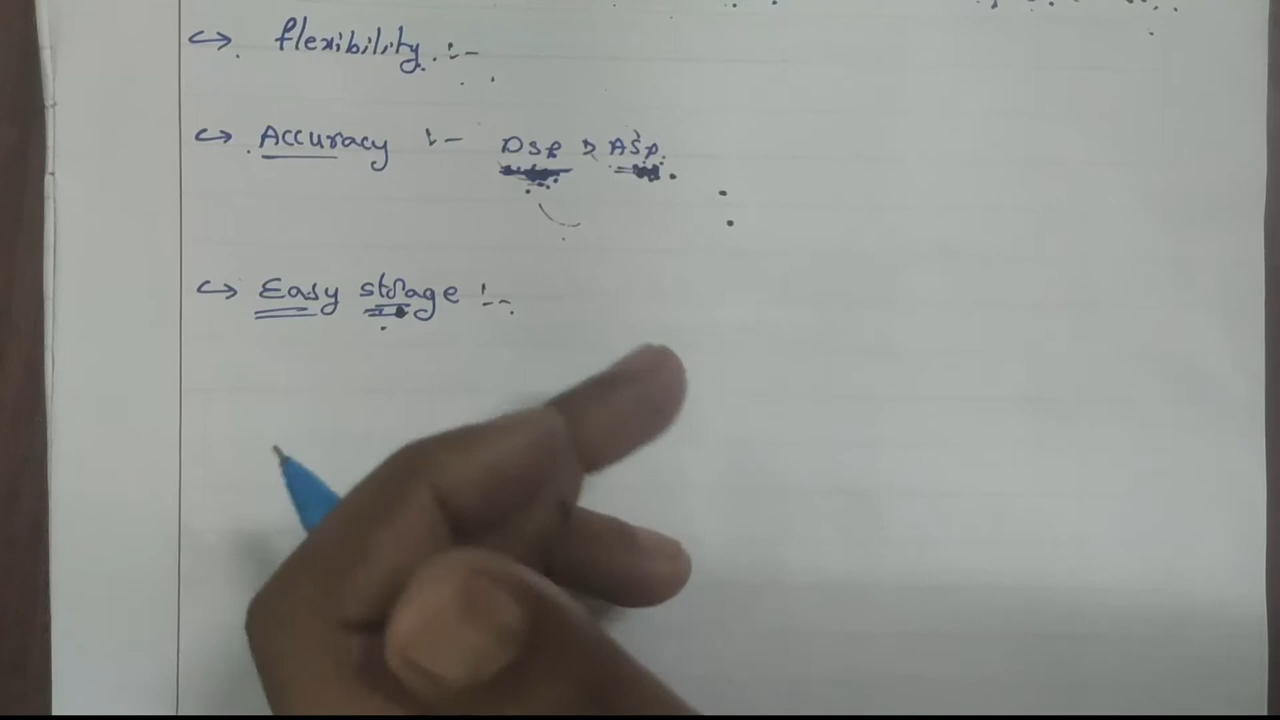 ↔ flexibility :-
↔ Accuracy :- DSP > ASP.
↔ Easy storage :-